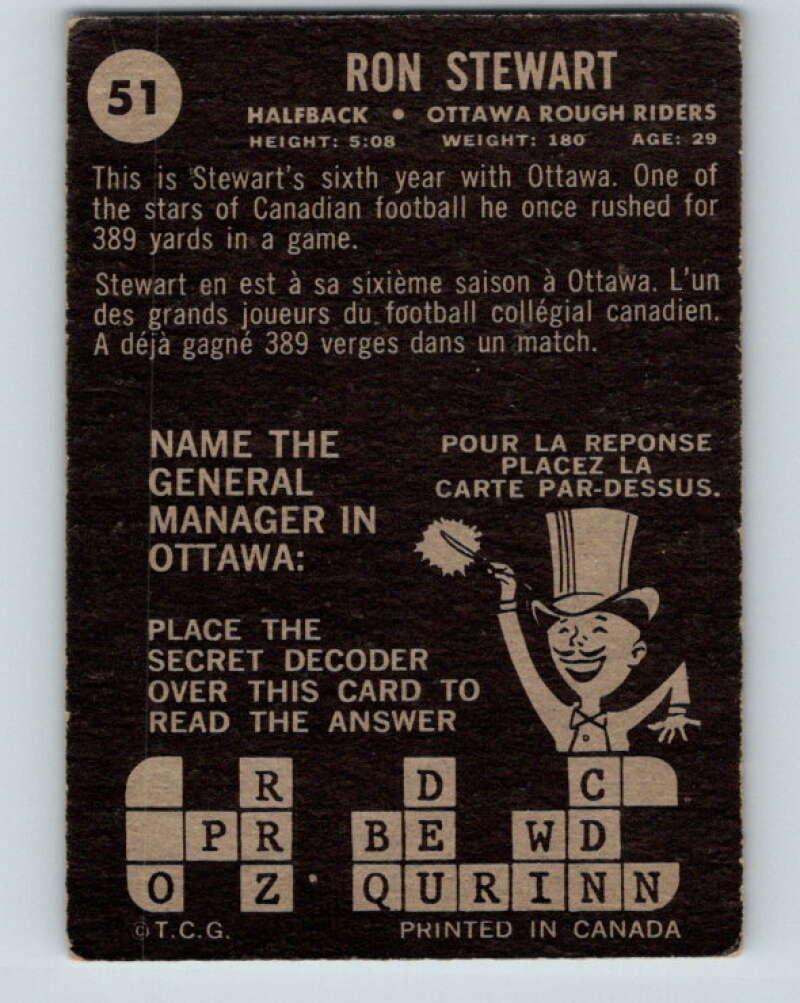 51
RON STEWART
HALFBACK • OTTAWA ROUGH RIDERS
HEIGHT: 5:08 WEIGHT: 180 AGE: 29
This is Stewart's sixth year with Ottawa. One of
the stars of Canadian football he once rushed for
389 yards in a game.
Stewart en est à sa sixième saison à Ottawa. L'un
des grands joueurs du football collégial canadien.
A déjà gagné 389 verges dans un match.
NAME THE
GENERAL
MANAGER IN
OTTAWA:
PLACE THE
SECRET DECODER
OVER THIS CARD TO
READ THE ANSWER
POUR LA REPONSE
PLACEZ LA
CARTE PAR-DESSUS.
R D C
P R B E W D
O Z QURINN
©T.C.G. PRINTED IN CANADA